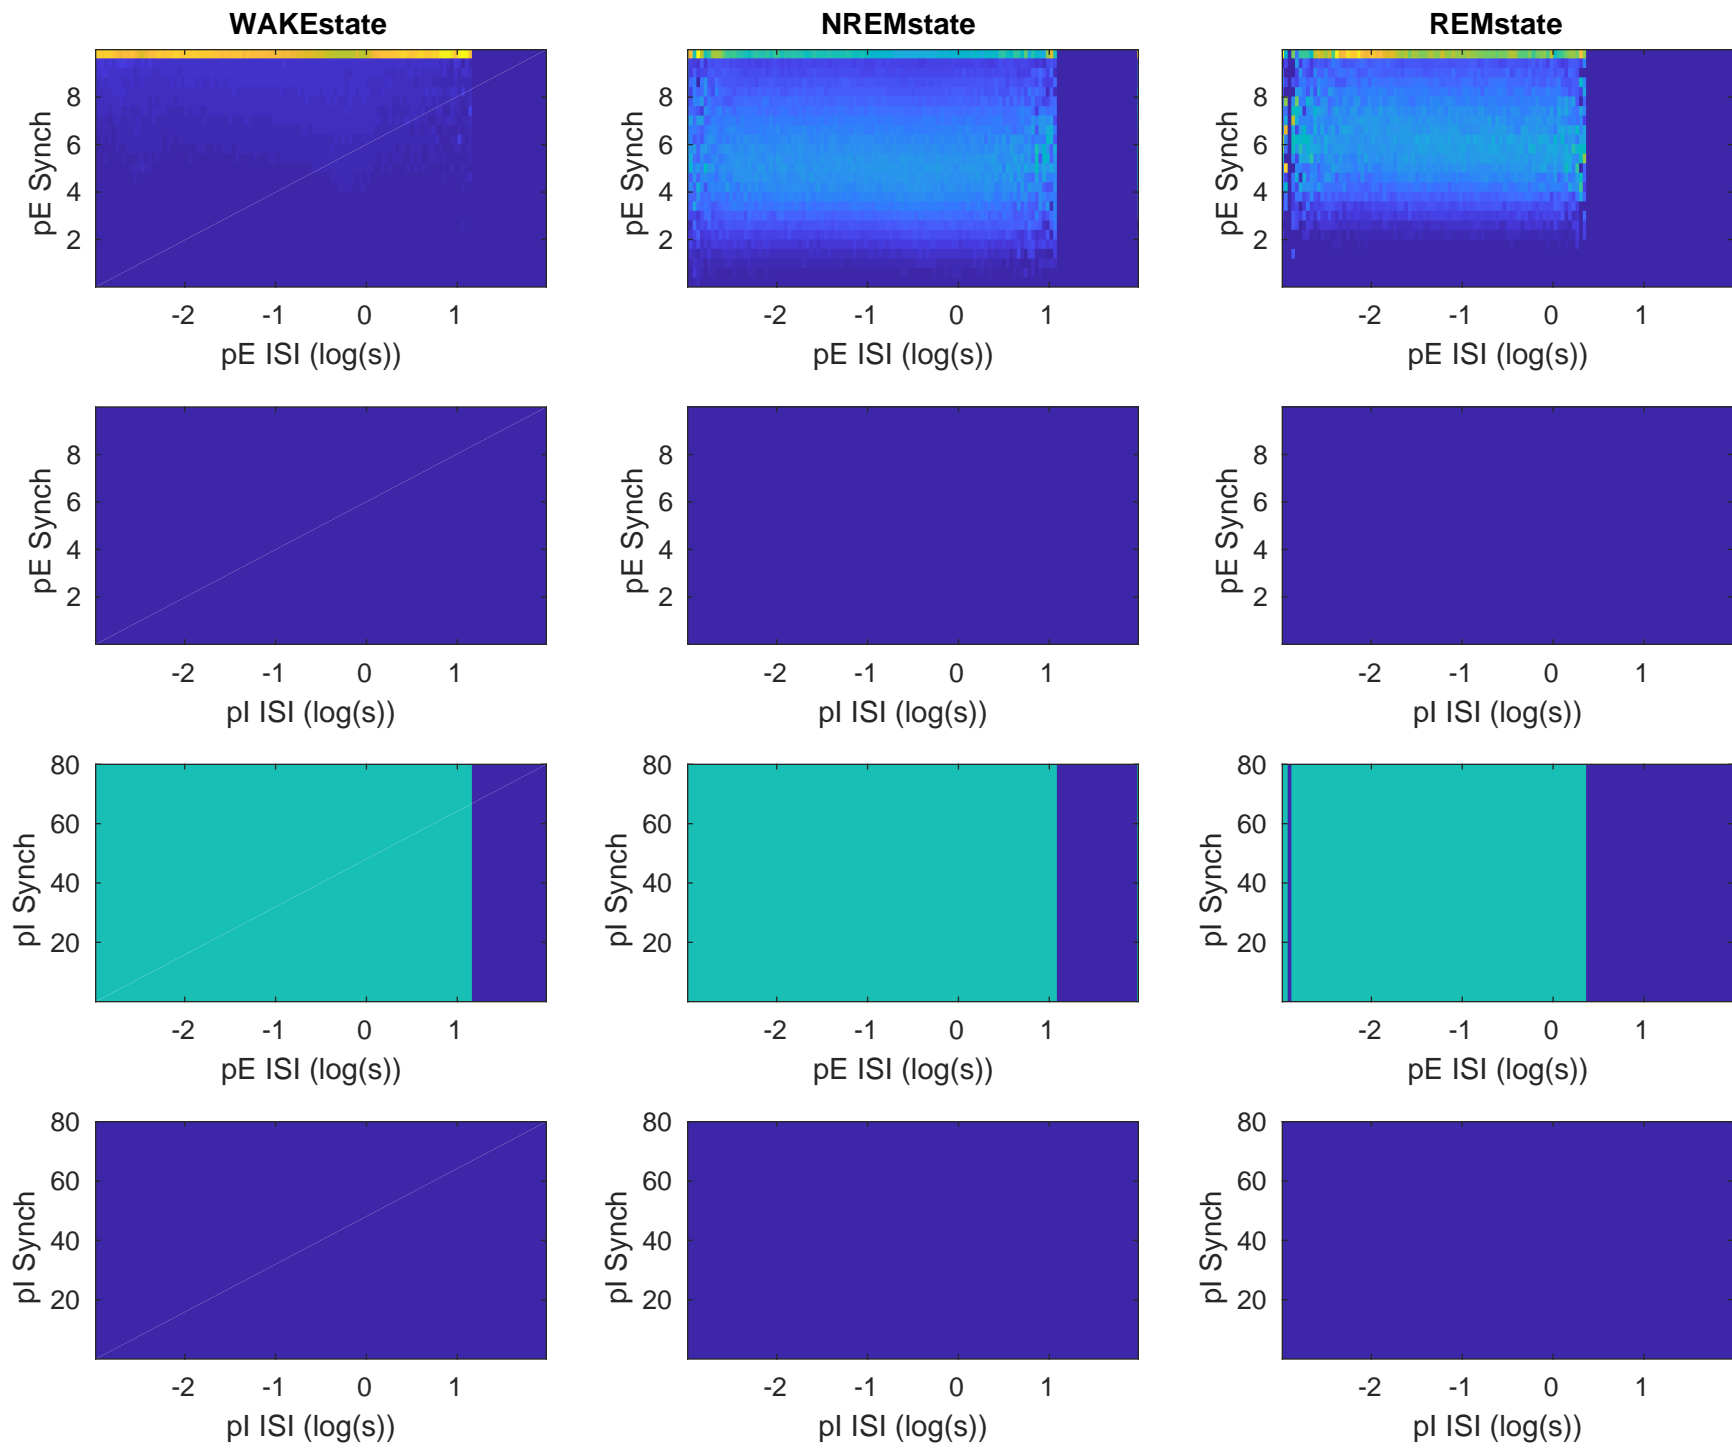 WAKEstate NREMstate REMstate
8 8 8
6 6 6
4 4 4
2 2 2
pE Synch pE Synch pE Synch
-2 -1 0 1 -2 -1 0 1 -2 -1 0 1
pE ISI (log(s)) pE ISI (log(s)) pE ISI (log(s))
8 8 8
6 6 6
4 4 4
2 2 2
pE Synch pE Synch pE Synch
-2 -1 0 1 -2 -1 0 1 -2 -1 0 1
pI ISI (log(s)) pI ISI (log(s)) pI ISI (log(s))
80 80 80
60 60 60
40 40 40
20 20 20
pI Synch pI Synch pI Synch
-2 -1 0 1 -2 -1 0 1 -2 -1 0 1
pE ISI (log(s)) pE ISI (log(s)) pE ISI (log(s))
80 80 80
60 60 60
40 40 40
20 20 20
pI Synch pI Synch pI Synch
-2 -1 0 1 -2 -1 0 1 -2 -1 0 1
pI ISI (log(s)) pI ISI (log(s)) pI ISI (log(s))